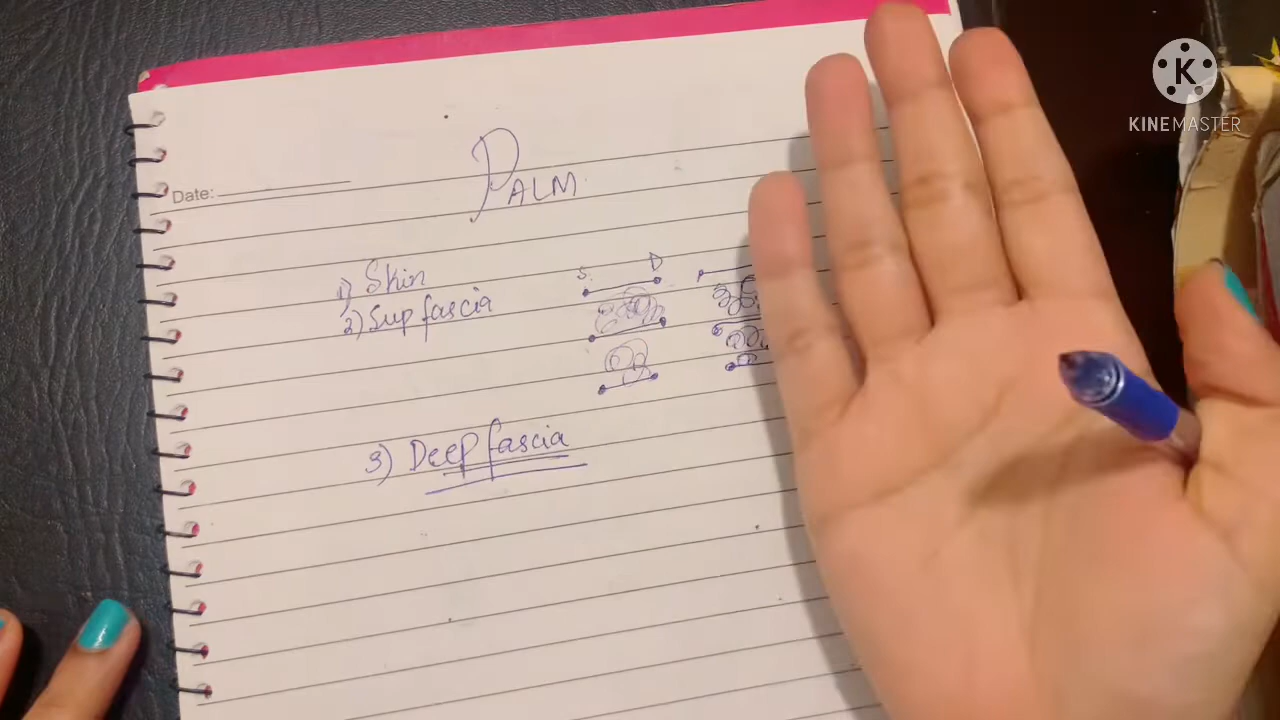 KINEMASTER
Date:
PALM
1) Skin
2) Sup fascia
S. D P
3) Deep fascia